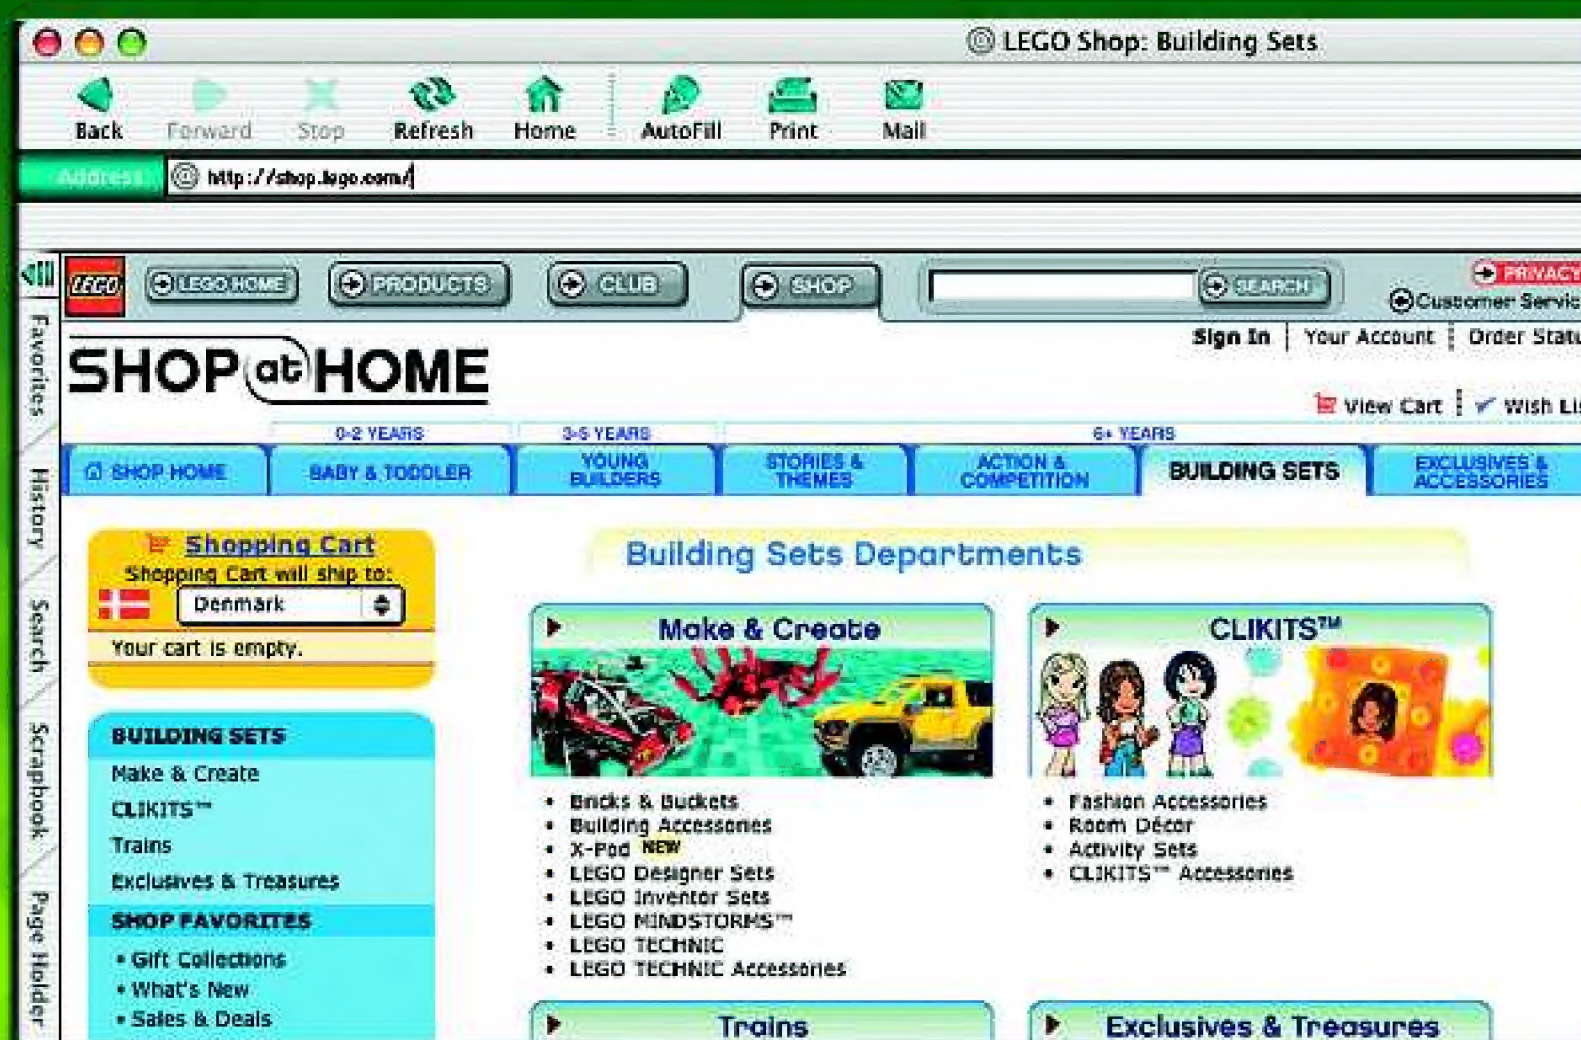 LEGO Shop: Building Sets
Back Forward Stop Refresh Home AutoFill Print Mail
Address http://shop.lego.com/
LEGO LEGO HOME PRODUCTS CLUB SHOP SEARCH PRIVACY
Customer Servic
Sign In Your Account Order Statu
SHOP at HOME
View Cart Wish Lis
0-2 YEARS 3-5 YEARS 6+ YEARS
SHOP HOME BABY & TODDLER YOUNG BUILDERS STORIES & THEMES ACTION & COMPETITION BUILDING SETS EXCLUSIVES & ACCESSORIES
Favorites
History
Search
Scrapbook
Page Holder
Shopping Cart
Shopping Cart will ship to:
Denmark
Your cart is empty.
BUILDING SETS
Make & Create
CLIKITS™
Trains
Exclusives & Treasures
SHOP FAVORITES
• Gift Collections
• What's New
• Sales & Deals
Building Sets Departments
Make & Create
• Bricks & Buckets
• Building Accessories
• X-Pod NEW
• LEGO Designer Sets
• LEGO Inventor Sets
• LEGO MINDSTORMS™
• LEGO TECHNIC
• LEGO TECHNIC Accessories
CLIKITS™
• Fashion Accessories
• Room Décor
• Activity Sets
• CLIKITS™ Accessories
Trains
Exclusives & Treasures